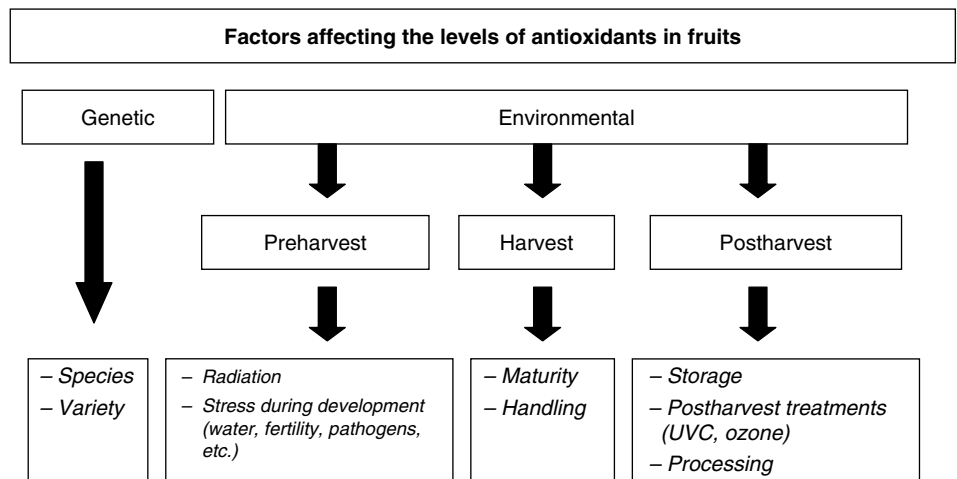 Factors affecting the levels of antioxidants in fruits
Genetic
Environmental
Preharvest
Harvest
Postharvest
– Species
– Variety
– Radiation
– Stress during development
(water, fertility, pathogens,
etc.)
– Maturity
– Handling
– Storage
– Postharvest treatments
(UVC, ozone)
– Processing